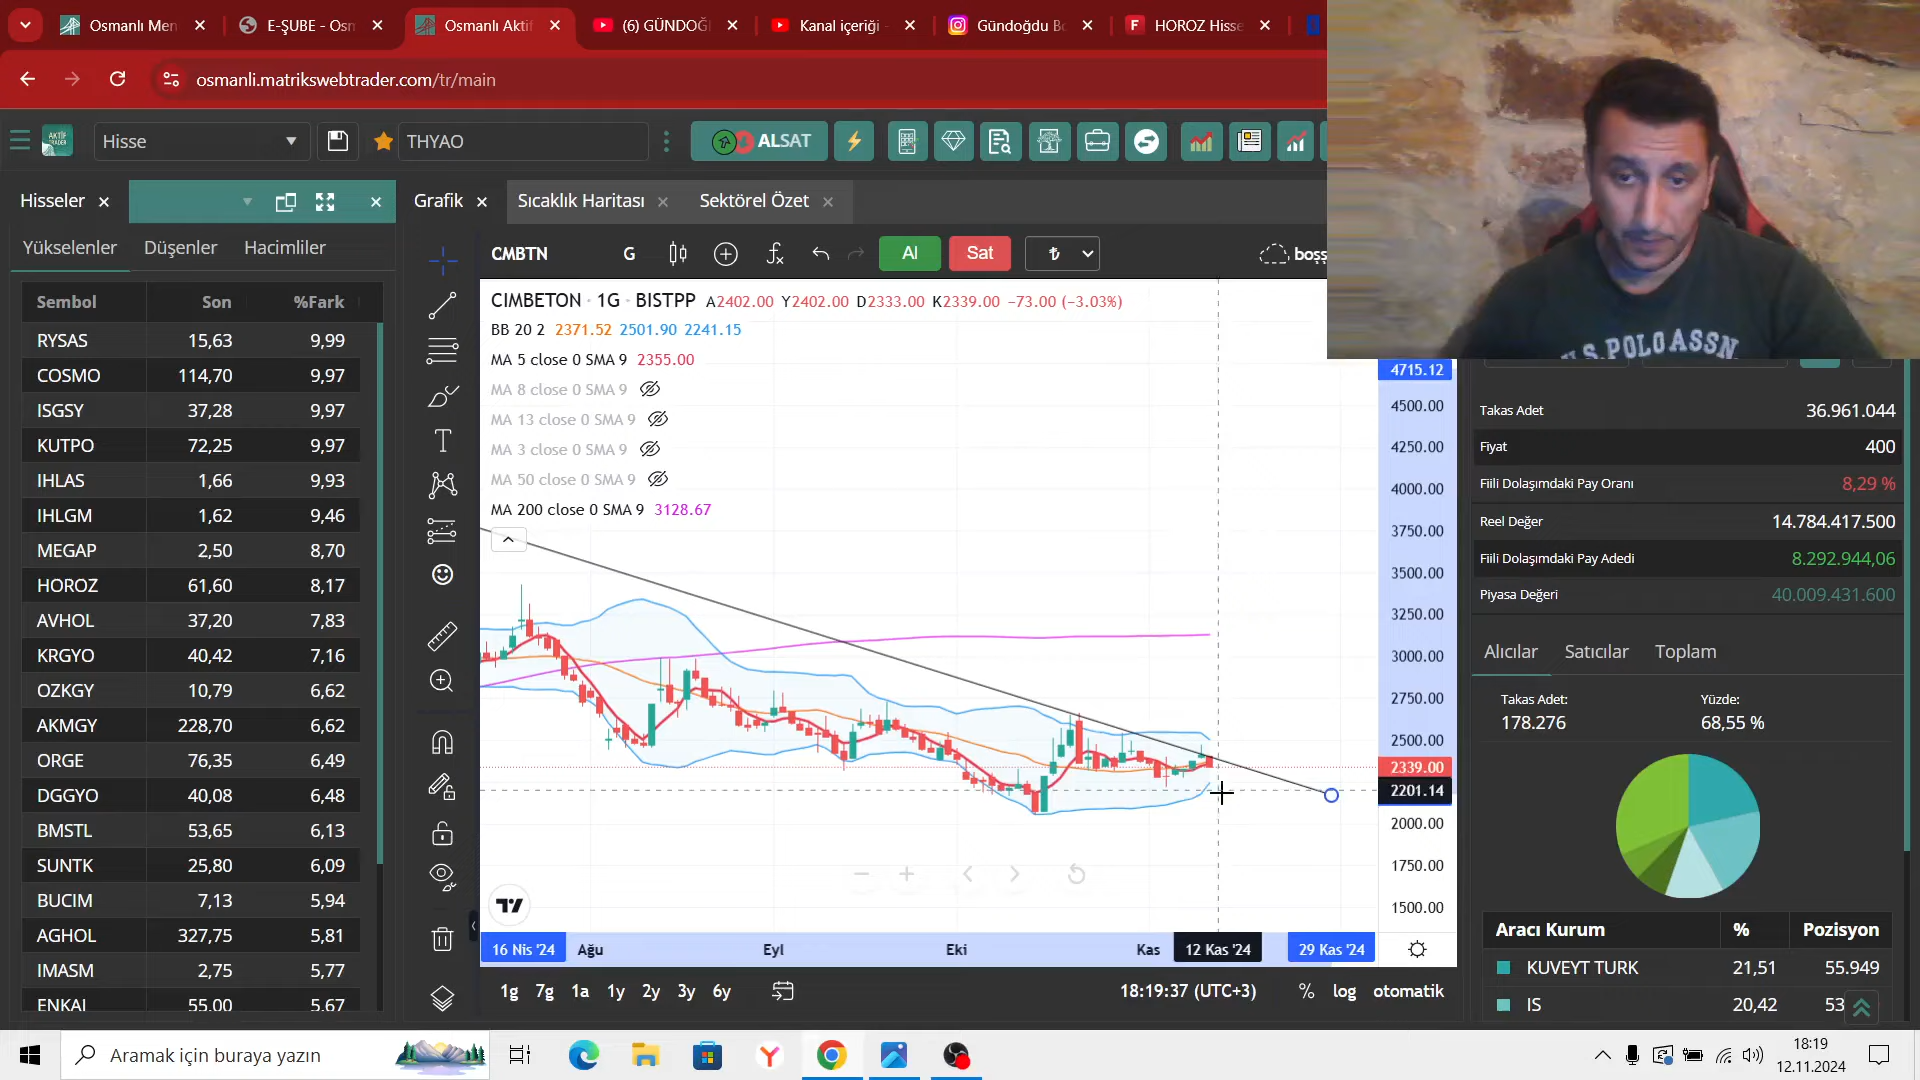 Osmanlı Men
E-ŞUBE - Osm
Osmanlı Aktif
(6) GÜNDOĞ
Kanal içeriği -
Gündoğdu Bo
HOROZ Hisse
osmanli.matrikswebtrader.com/tr/main
AKTİF TRADER
Hisse
THYAO
ALSAT
Hisseler
Grafik
Sıcaklık Haritası
Sektörel Özet
Yükselenler
Düşenler
Hacimliler
CMBTN
G
Al
Sat
₺
boşş
Sembol Son %Fark
RYSAS 15,63 9,99
COSMO 114,70 9,97
ISGSY 37,28 9,97
KUTPO 72,25 9,97
IHLAS 1,66 9,93
IHLGM 1,62 9,46
MEGAP 2,50 8,70
HOROZ 61,60 8,17
AVHOL 37,20 7,83
KRGYO 40,42 7,16
OZKGY 10,79 6,62
AKMGY 228,70 6,62
ORGE 76,35 6,49
DGGYO 40,08 6,48
BMSTL 53,65 6,13
SUNTK 25,80 6,09
BUCIM 7,13 5,94
AGHOL 327,75 5,81
IMASM 2,75 5,77
ENKAI 55,00 5,67
CIMBETON · 1G · BISTPP A2402.00 Y2402.00 D2333.00 K2339.00 −73.00 (−3.03%)
BB 20 2 2371.52 2501.90 2241.15
MA 5 close 0 SMA 9 2355.00
MA 8 close 0 SMA 9
MA 13 close 0 SMA 9
MA 3 close 0 SMA 9
MA 50 close 0 SMA 9
MA 200 close 0 SMA 9 3128.67
4715.12
4500.00
4250.00
4000.00
3750.00
3500.00
3250.00
3000.00
2750.00
2500.00
2339.00
2201.14
2000.00
1750.00
1500.00
16 Nis '24 Ağu Eyl Eki Kas 12 Kas '24 29 Kas '24
1g 7g 1a 1y 2y 3y 6y
18:19:37 (UTC+3) % log otomatik
U.S. POLO ASSN
Takas Adet 36.961.044
Fiyat 400
Fiili Dolaşımdaki Pay Oranı 8,29 %
Reel Değer 14.784.417.500
Fiili Dolaşımdaki Pay Adedi 8.292.944,06
Piyasa Değeri 40.009.431.600
Alıcılar Satıcılar Toplam
Takas Adet: Yüzde:
178.276 68,55 %
Aracı Kurum % Pozisyon
KUVEYT TURK 21,51 55.949
IS 20,42 53
Aramak için buraya yazın
18:19
12.11.2024